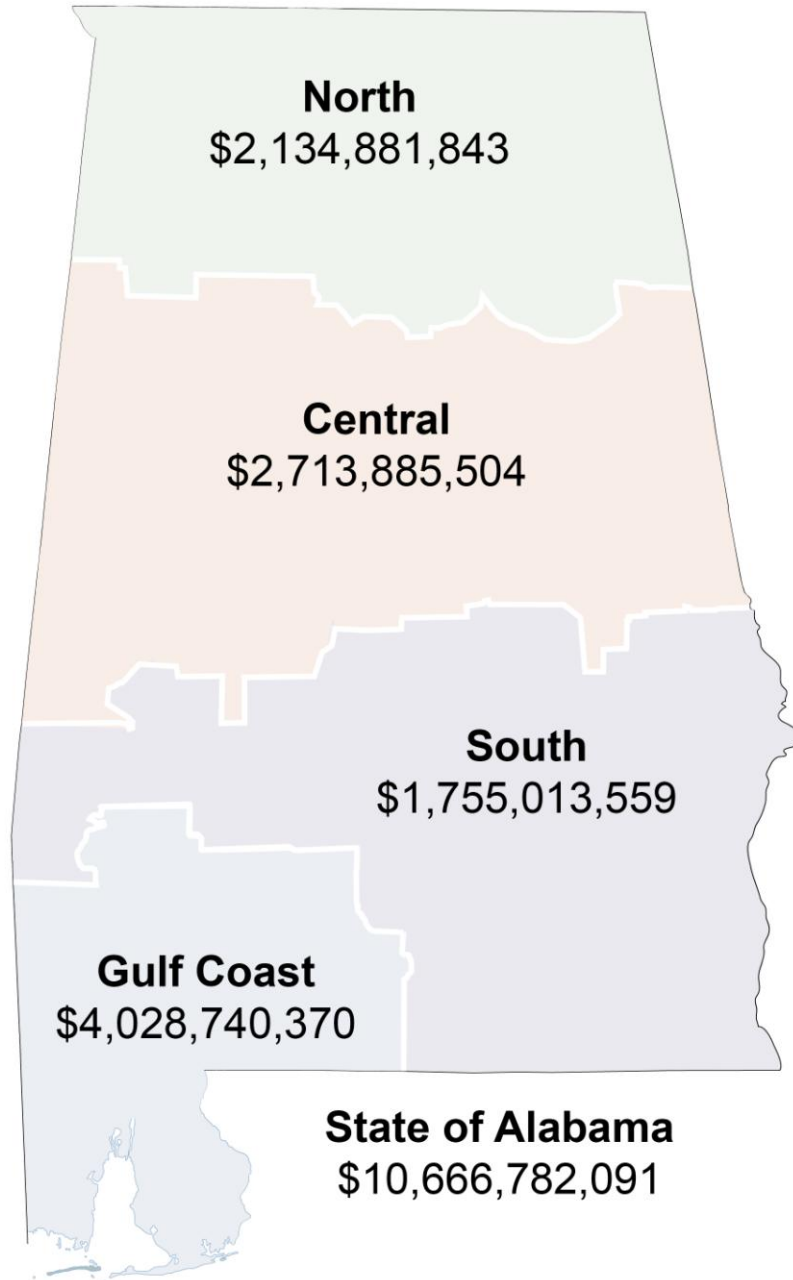 North
$2,134,881,843
Central
$2,713,885,504
South
$1,755,013,559
Gulf Coast
$4,028,740,370
State of Alabama
$10,666,782,091